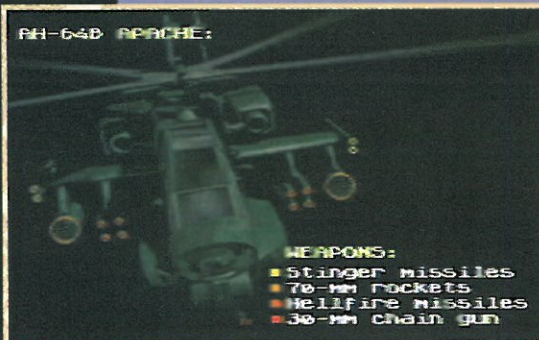 AH-64D APACHE:
WEAPONS:
Stinger missiles
70-MM rockets
Hellfire missiles
30-MM chain gun